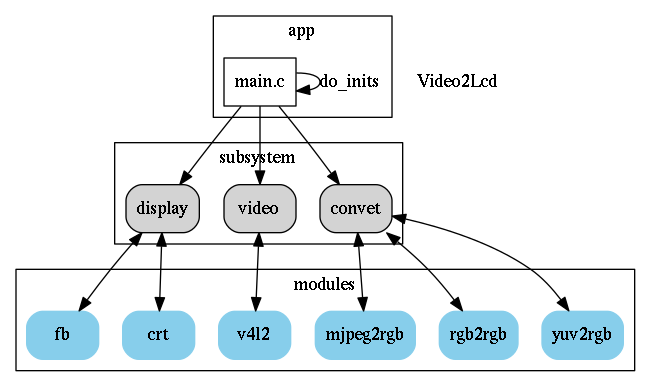 app
main.c
do_inits
Video2Lcd
subsystem
display
video
convet
modules
fb
crt
v4l2
mjpeg2rgb
rgb2rgb
yuv2rgb